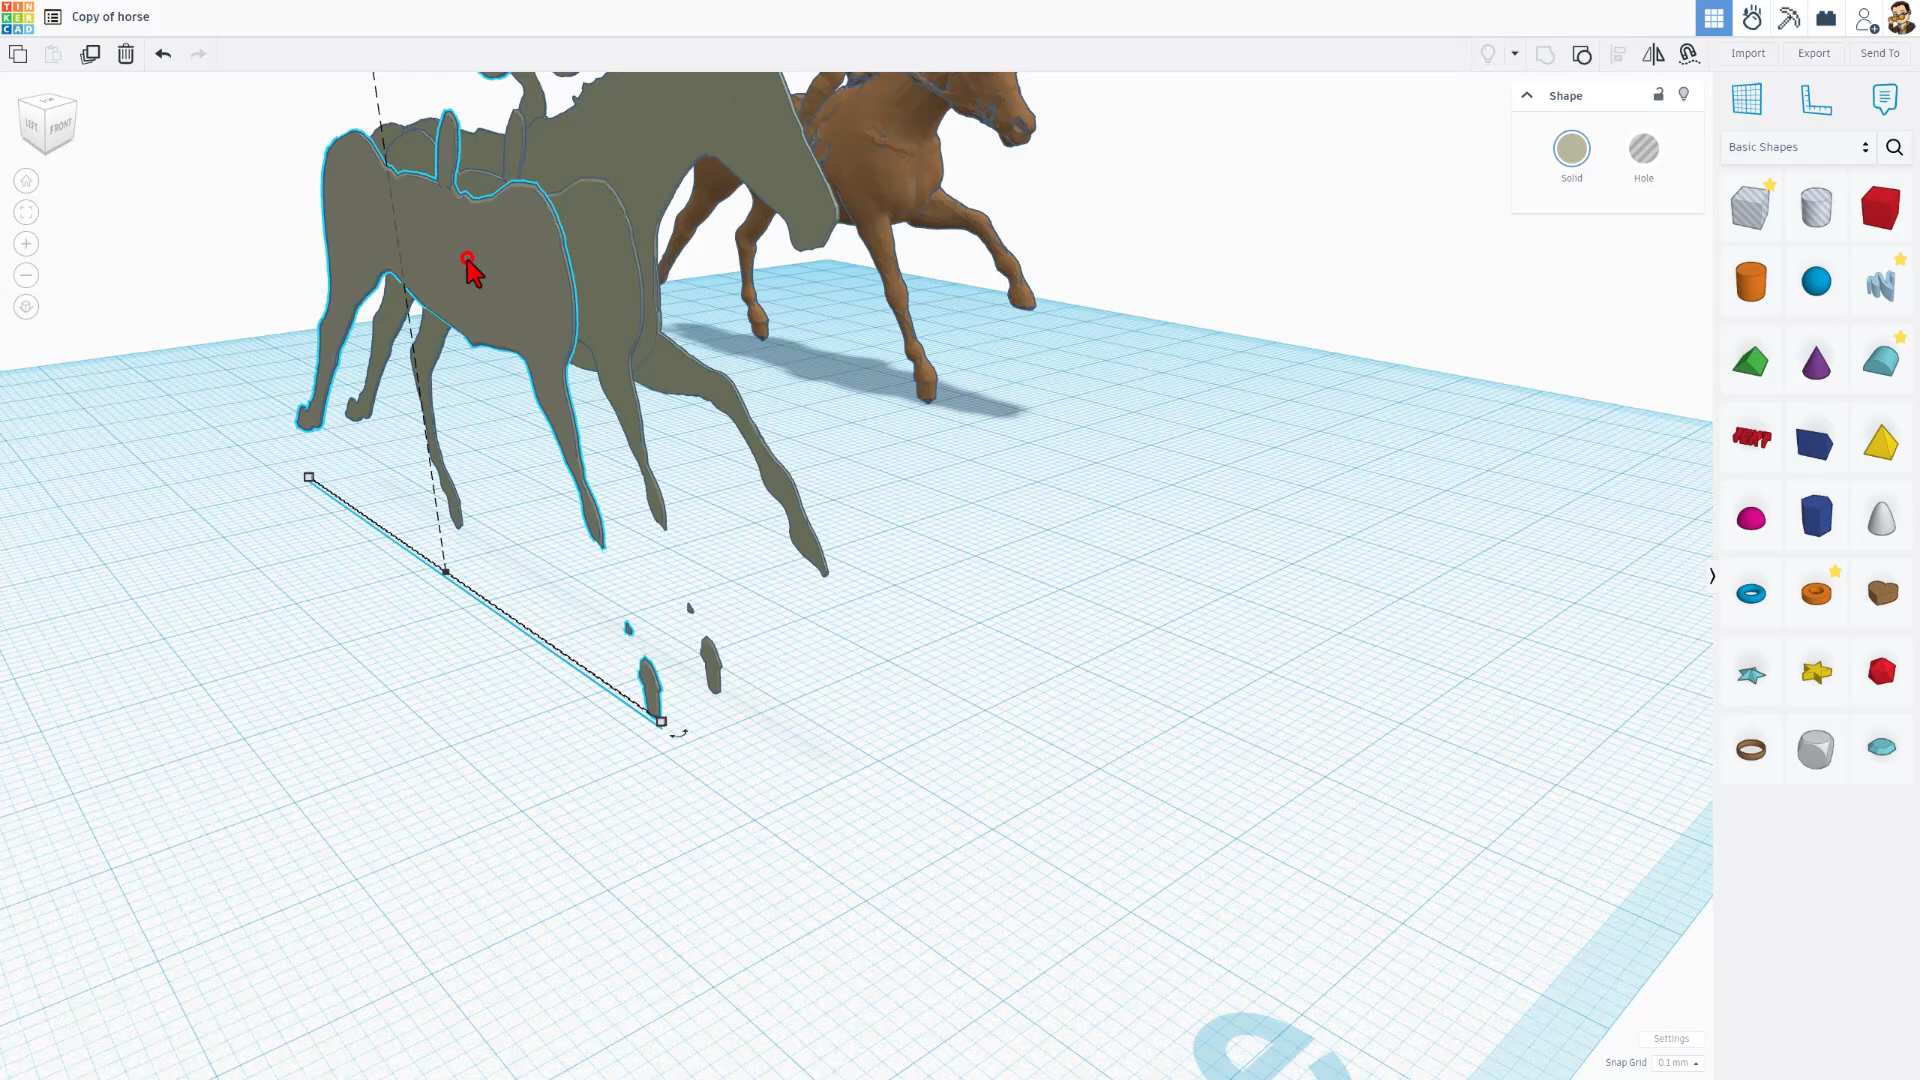 TIN
KER
CAD
Copy of horse
Import
Export
Send To
LEFT
FRONT
Shape
Solid
Hole
Basic Shapes
TEXT
Settings
Snap Grid
0.1 mm